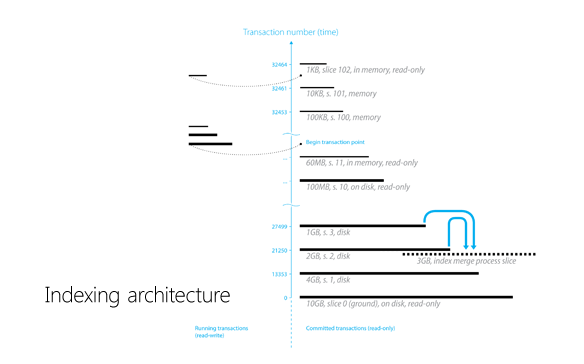 Transaction number (time)
32464
1KB, slice 102, in memory, read-only
32461
10KB, s. 101, memory
32453
100KB, s. 100, memory
Begin transaction point
...
60MB, s. 11, in memory, read-only
...
100MB, s. 10, on disk, read-only
27499
1GB, s. 3, disk
21250
2GB, s. 2, disk
3GB, index merge process slice
13353
4GB, s. 1, disk
Indexing architecture
0
10GB, slice 0 (ground), on disk, read-only
Running transactions
(read-write)
Committed transactions (read-only)